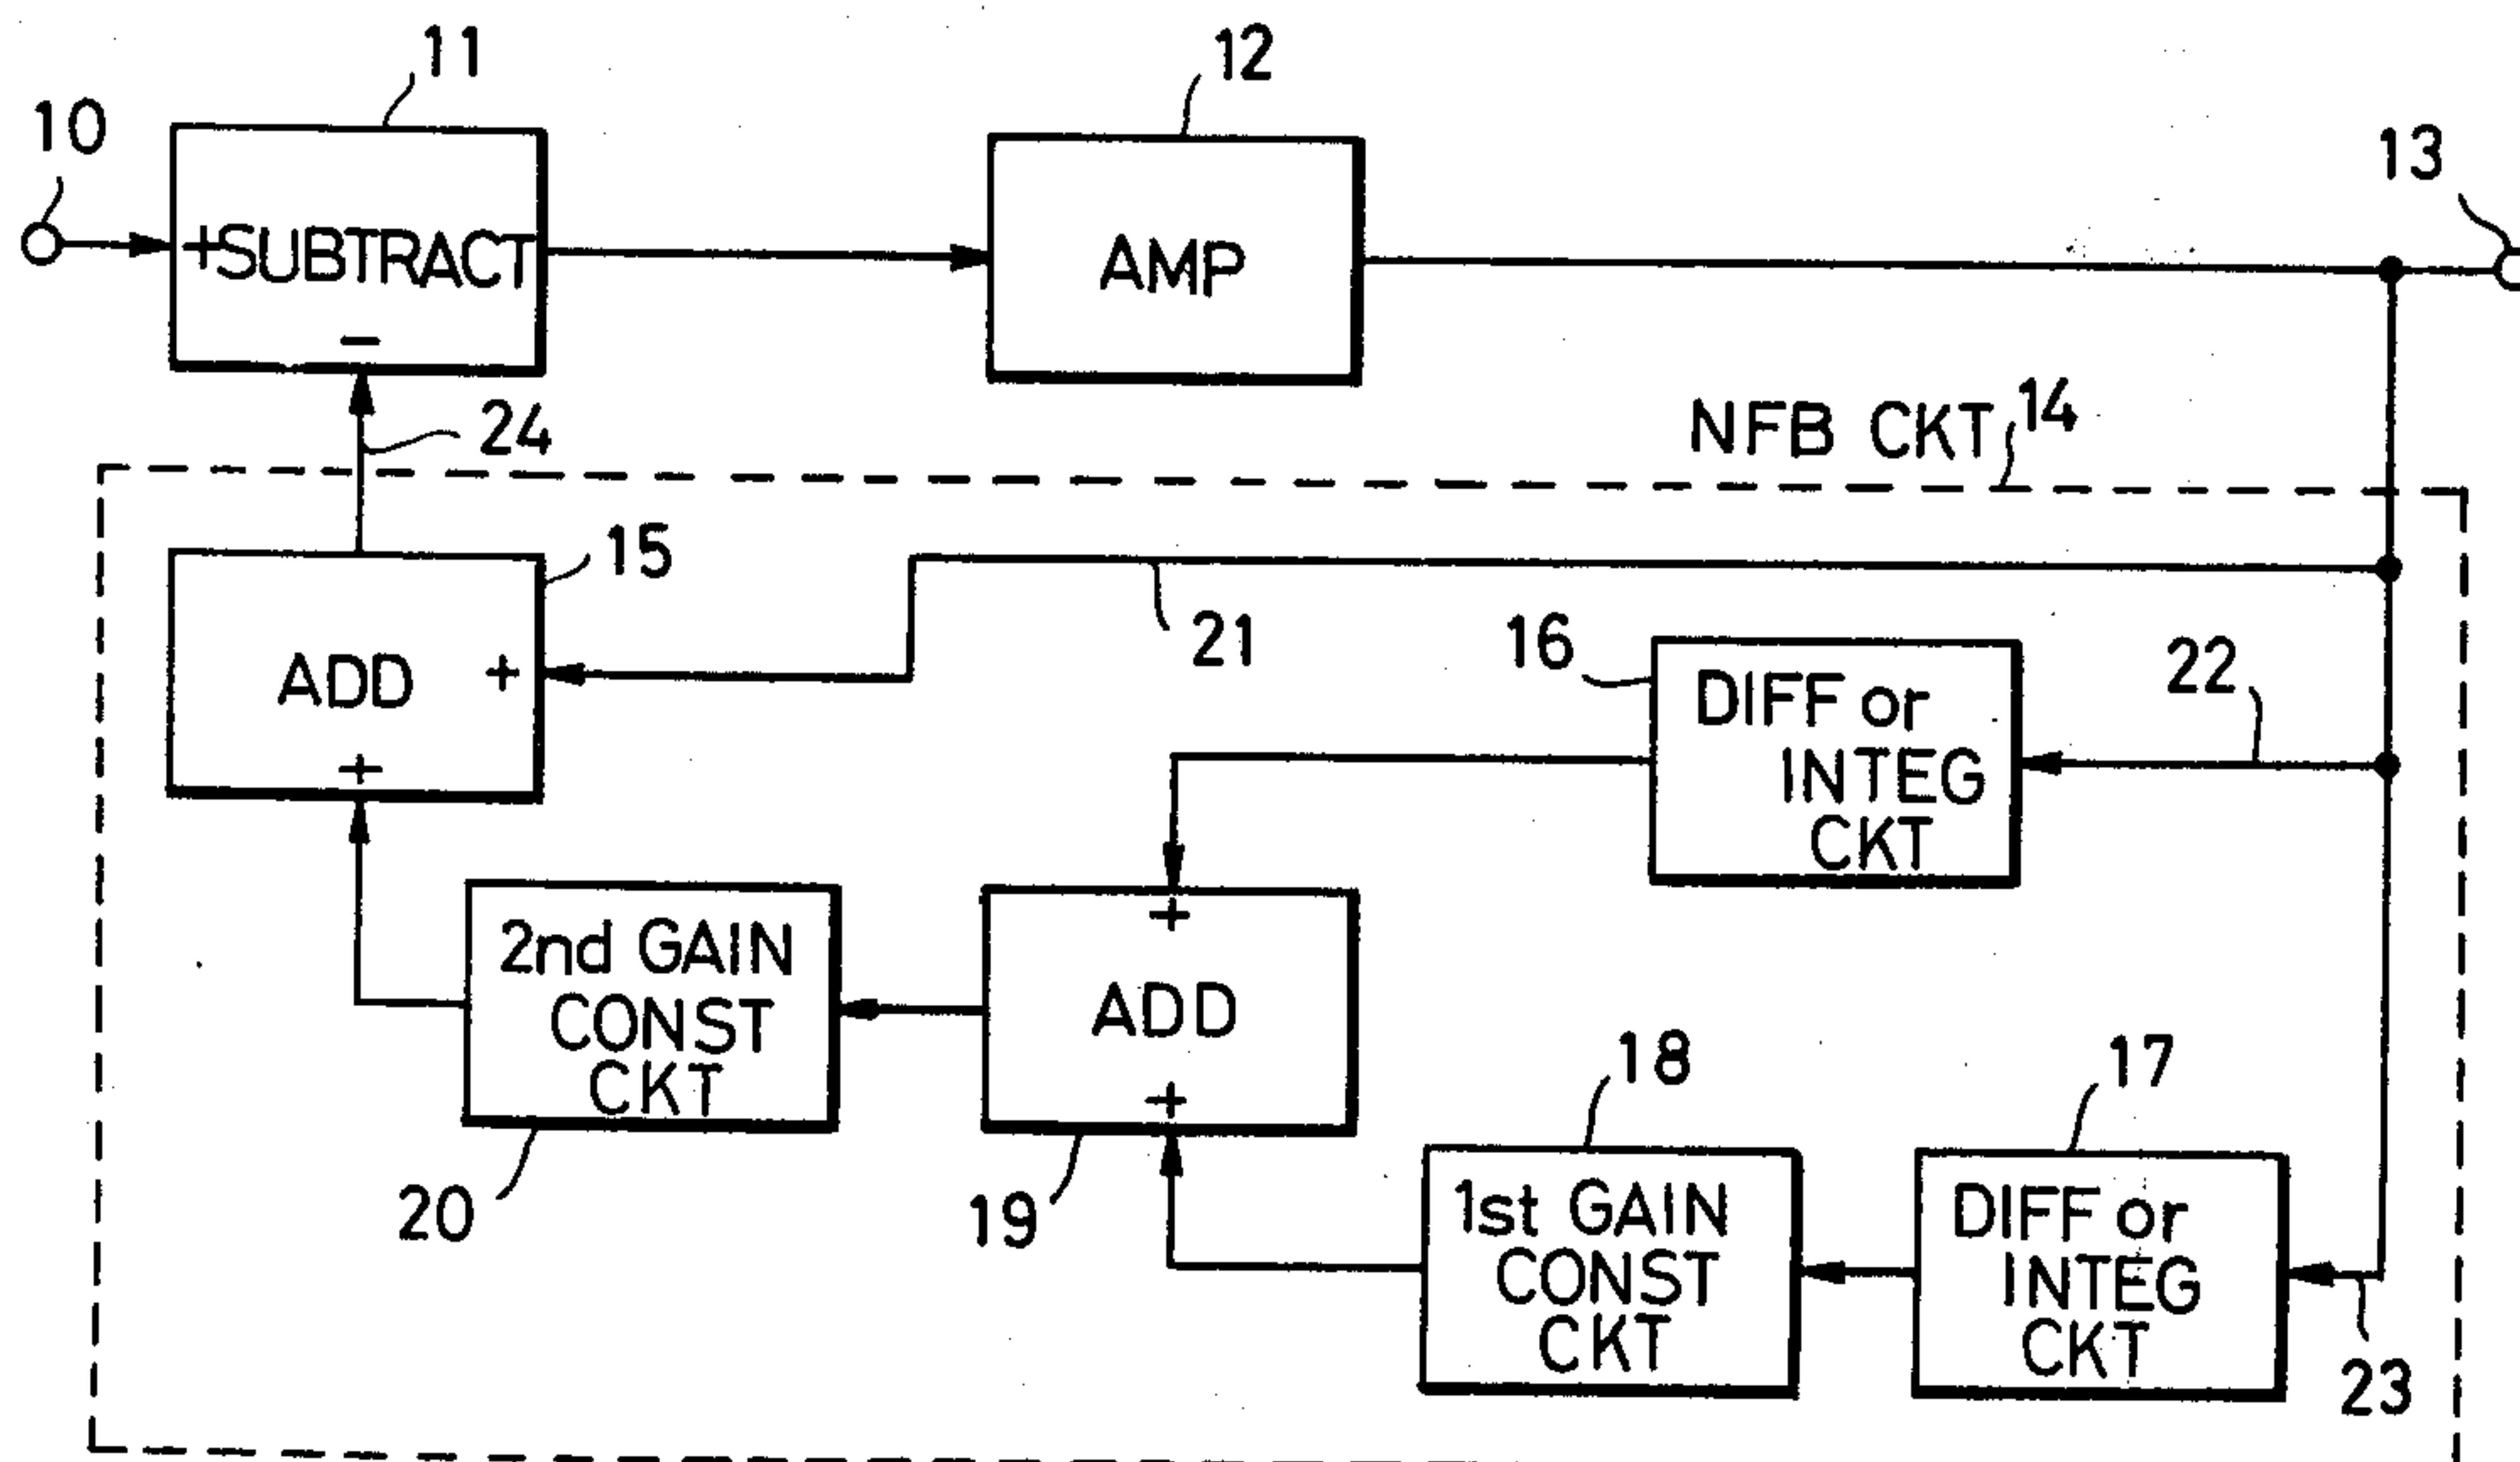 11
12
10
13
+SUBTRACT
AMP
−
24
NFB CKT 14
15
21
16
22
ADD +
DIFF or
INTEG
CKT
+
+
2nd GAIN
CONST
CKT
ADD
+
18
17
20
19
1st GAIN
CONST
CKT
DIFF or
INTEG
CKT
23